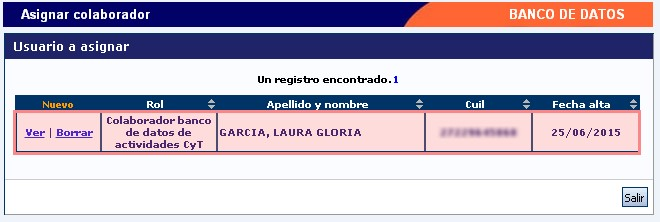 Asignar colaborador BANCO DE DATOS
Usuario a asignar
Un registro encontrado.1
Nuevo Rol Apellido y nombre Cuil Fecha alta
Ver | Borrar Colaborador banco de datos de actividades CyT GARCIA, LAURA GLORIA 25/06/2015
Salir